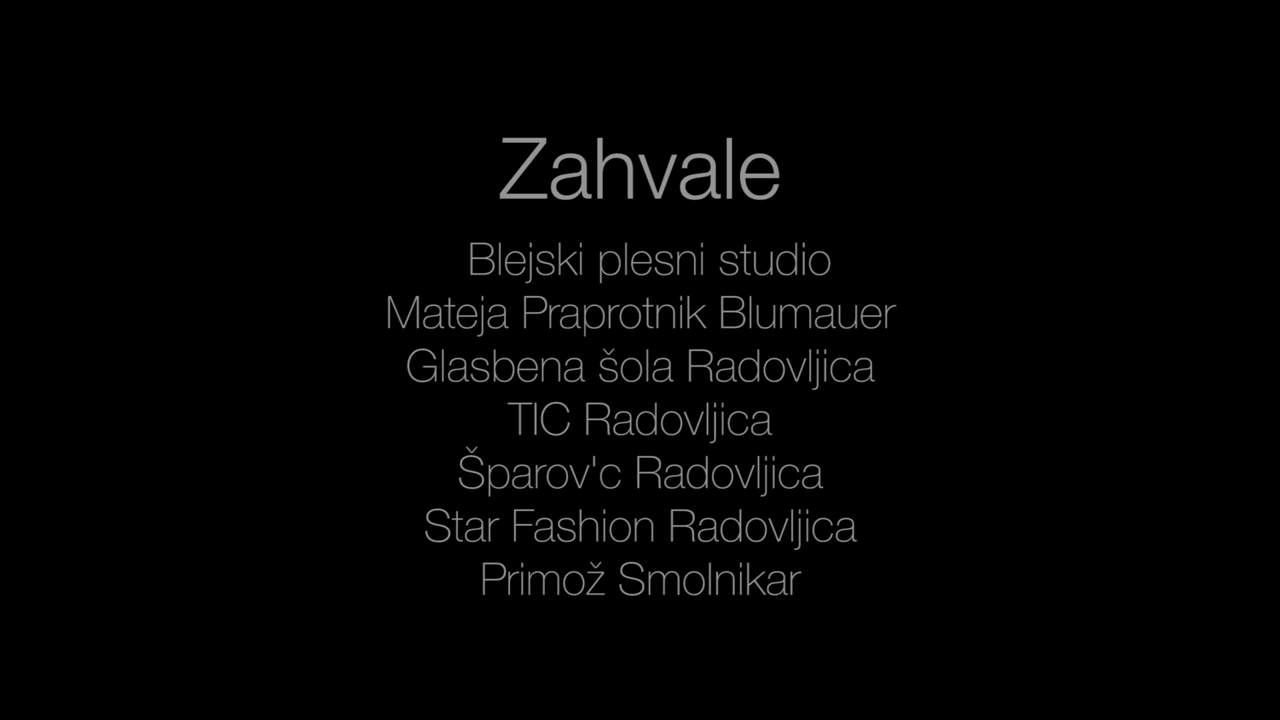 Zahvale
Blejski plesni studio
Mateja Praprotnik Blumauer
Glasbena šola Radovljica
TIC Radovljica
Šparov'c Radovljica
Star Fashion Radovljica
Primož Smolnikar